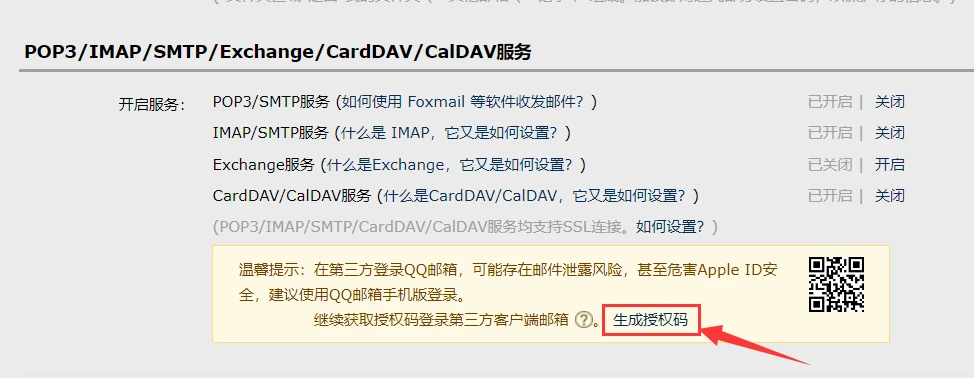 POP3/IMAP/SMTP/Exchange/CardDAV/CalDAV服务
开启服务： POP3/SMTP服务 (如何使用 Foxmail 等软件收发邮件？) 已开启 | 关闭
IMAP/SMTP服务 (什么是 IMAP，它又是如何设置？) 已开启 | 关闭
Exchange服务 (什么是Exchange，它又是如何设置？) 已关闭 | 开启
CardDAV/CalDAV服务 (什么是CardDAV/CalDAV，它又是如何设置？) 已开启 | 关闭
(POP3/IMAP/SMTP/CardDAV/CalDAV服务均支持SSL连接。如何设置？)
温馨提示：在第三方登录QQ邮箱，可能存在邮件泄露风险，甚至危害Apple ID安
全，建议使用QQ邮箱手机版登录。
继续获取授权码登录第三方客户端邮箱 ?。 生成授权码